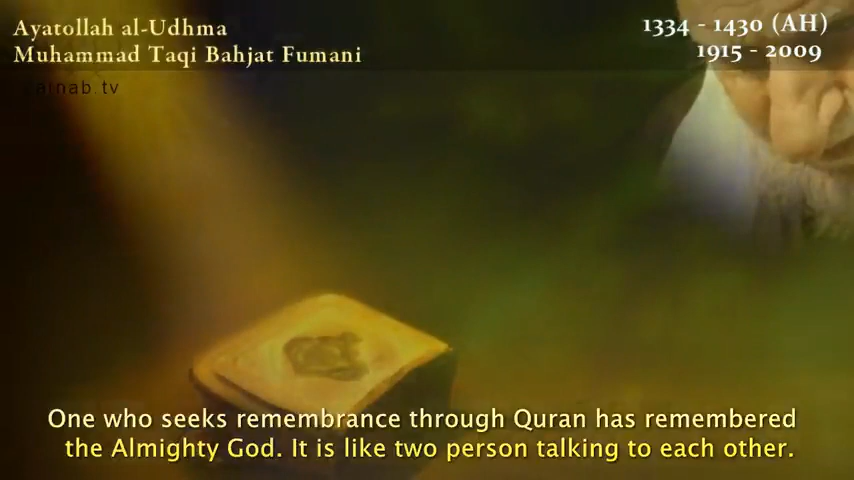 Ayatollah al-Udhma
Muhammad Taqi Bahjat Fumani
1334 - 1430 (AH)
1915 - 2009
One who seeks remembrance through Quran has remembered
the Almighty God. It is like two person talking to each other.